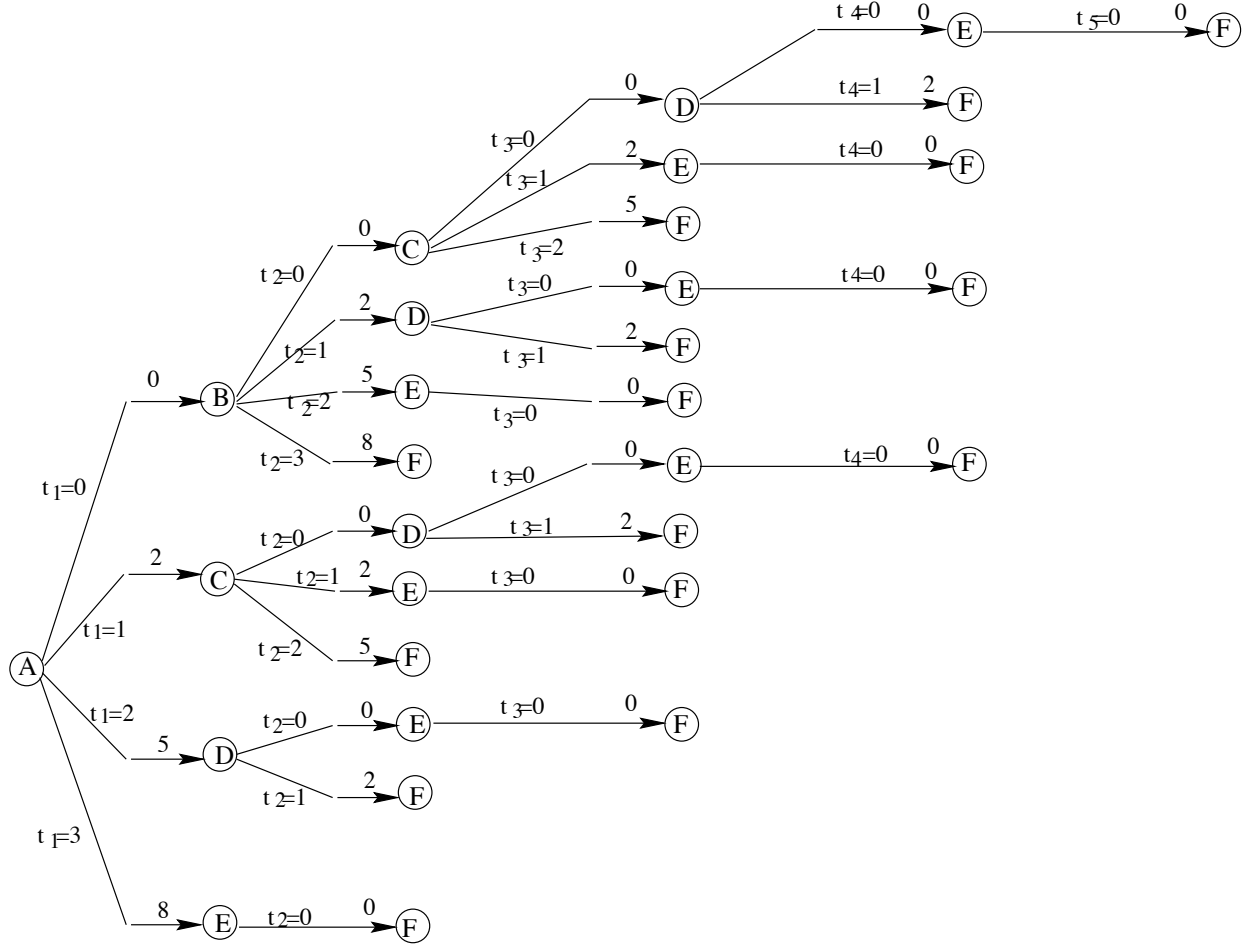 t 4=0 0 E t 5=0 0 F
0 D t4=1 2 F
t 3=0
2 E t4=0 0 F
t 3=1
5 F
0 C
t 3=2
t 2=0 t 3=0 0 E t4=0 0 F
2 D
t 2=1 t 3=1 2 F
0 B t 2=2 5 E t 3=0 0 F
t 2=3 8 F t 3=0 0 E t4=0 0 F
t 1=0
t 2=0 0 D t 3=1 2 F
2 C t 2=1 2 E t 3=0 0 F
t 1=1
t 2=2 5 F
A
t 1=2 t 2=0 0 E t 3=0 0 F
5 D
t 2=1 2 F
t 1=3
8 E t 2=0 0 F